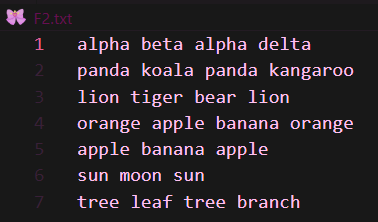 F2.txt
1 alpha beta alpha delta
2 panda koala panda kangaroo
3 lion tiger bear lion
4 orange apple banana orange
5 apple banana apple
6 sun moon sun
7 tree leaf tree branch